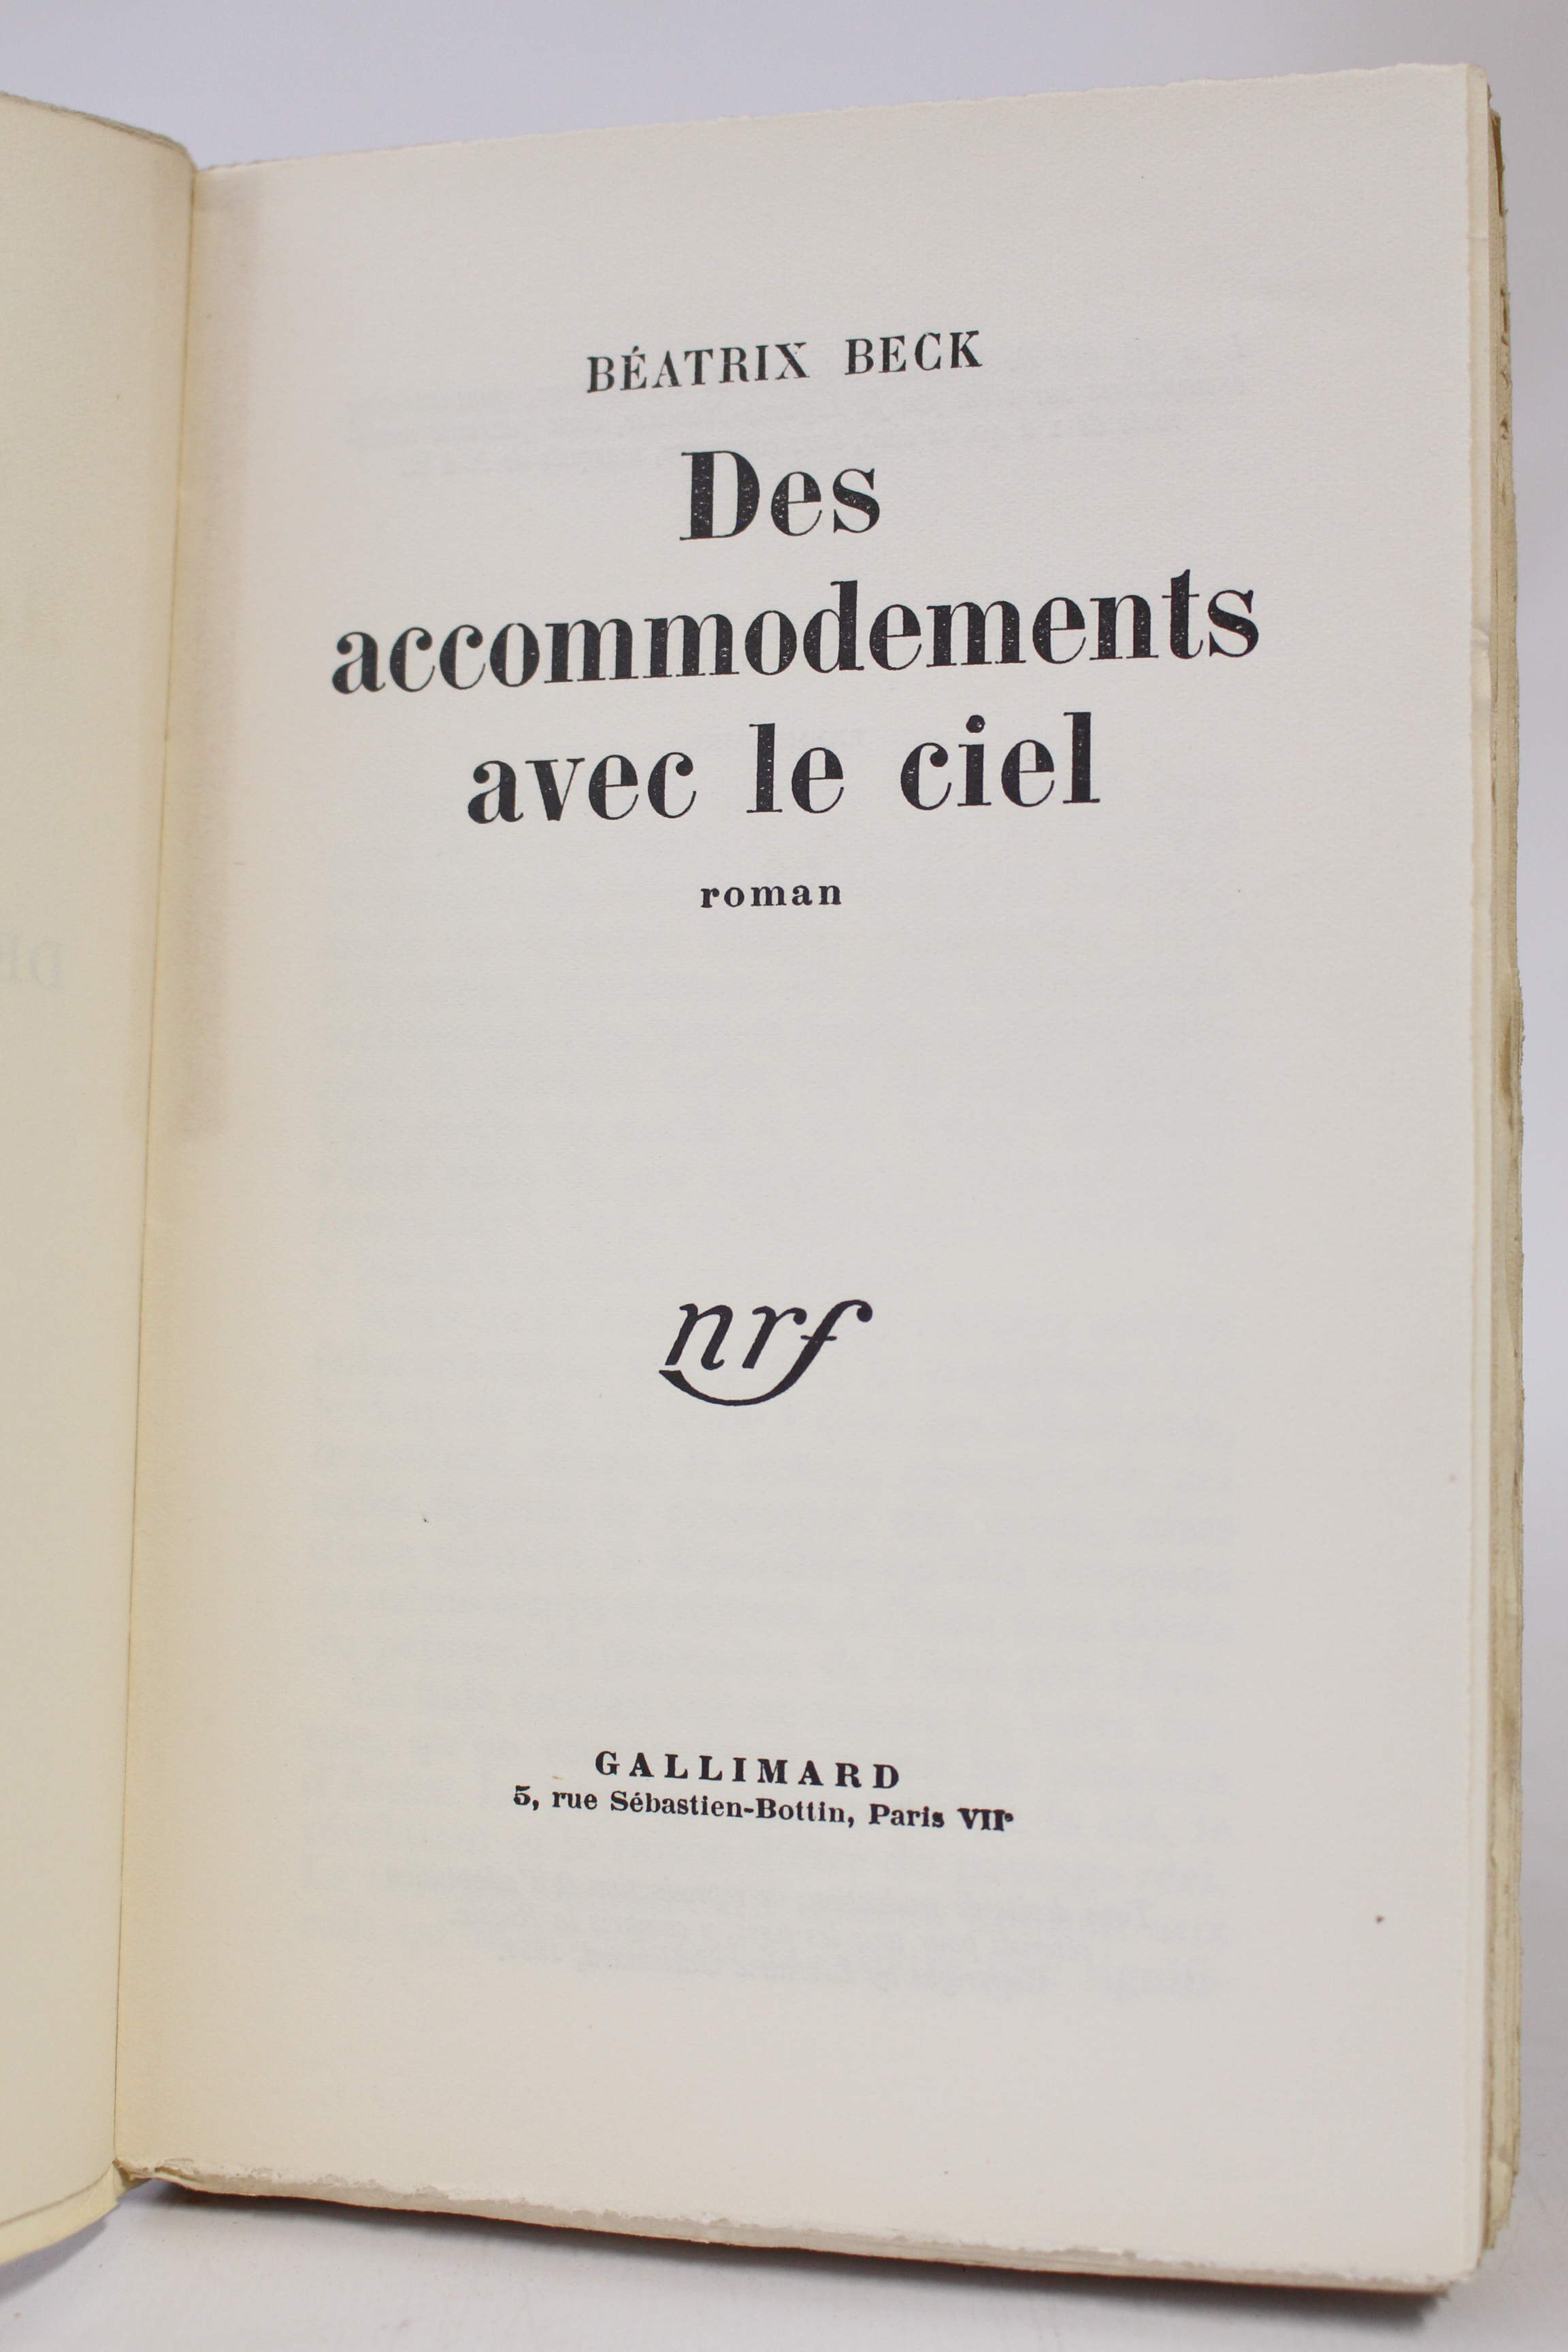 BÉATRIX BECK
Des
accommodements
avec le ciel
roman
nrf
GALLIMARD
5, rue Sébastien-Bottin, Paris VIIᵉ